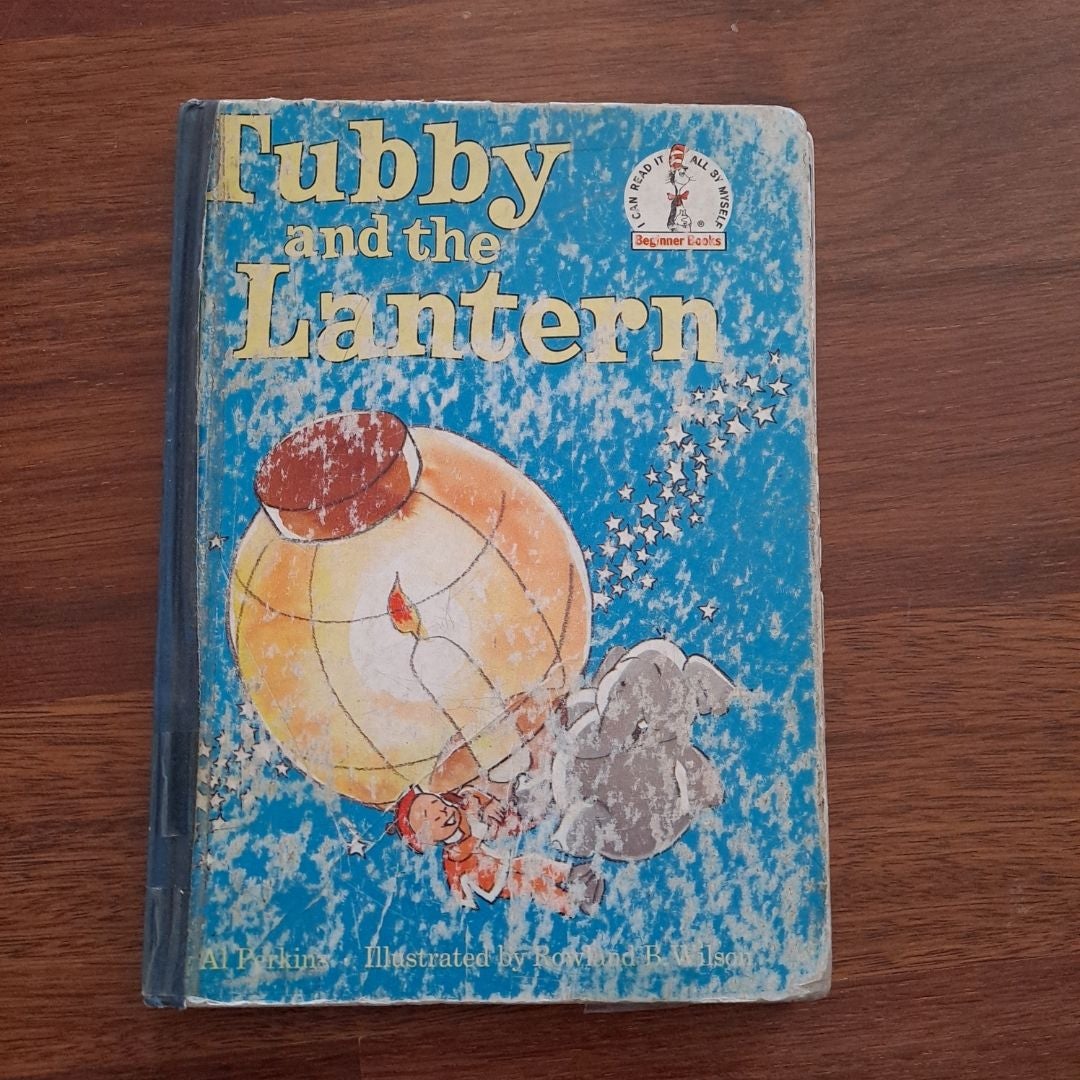 Tubby
and the
Lantern
I CAN READ IT ALL BY MYSELF
®
Beginner Books
Al Perkins • Illustrated by Rowland B. Wilson